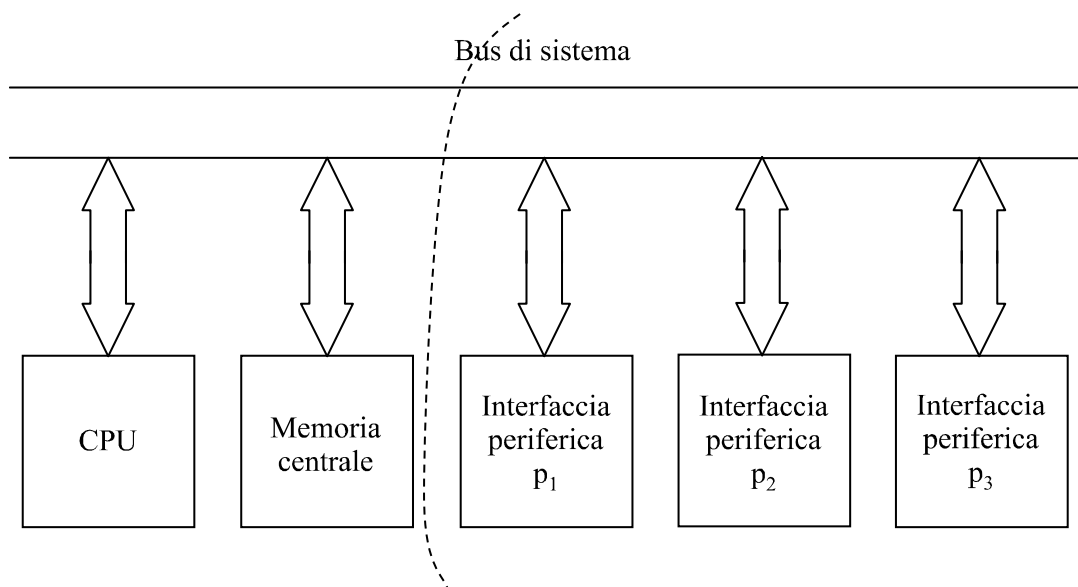 Bus di sistema
CPU
Memoria
centrale
Interfaccia
periferica
p₁
Interfaccia
periferica
p₂
Interfaccia
periferica
p₃